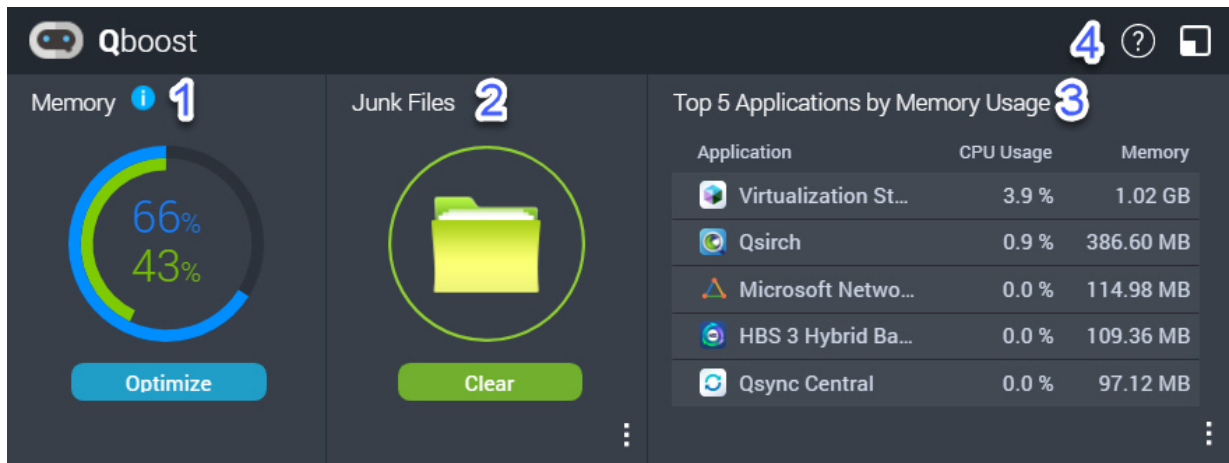 Qboost
4 ?
Memory i 1
66%
43%
Optimize
Junk Files 2
Clear
Top 5 Applications by Memory Usage 3
Application CPU Usage Memory
Virtualization St... 3.9 % 1.02 GB
Qsirch 0.9 % 386.60 MB
Microsoft Netwo... 0.0 % 114.98 MB
HBS 3 Hybrid Ba... 0.0 % 109.36 MB
Qsync Central 0.0 % 97.12 MB